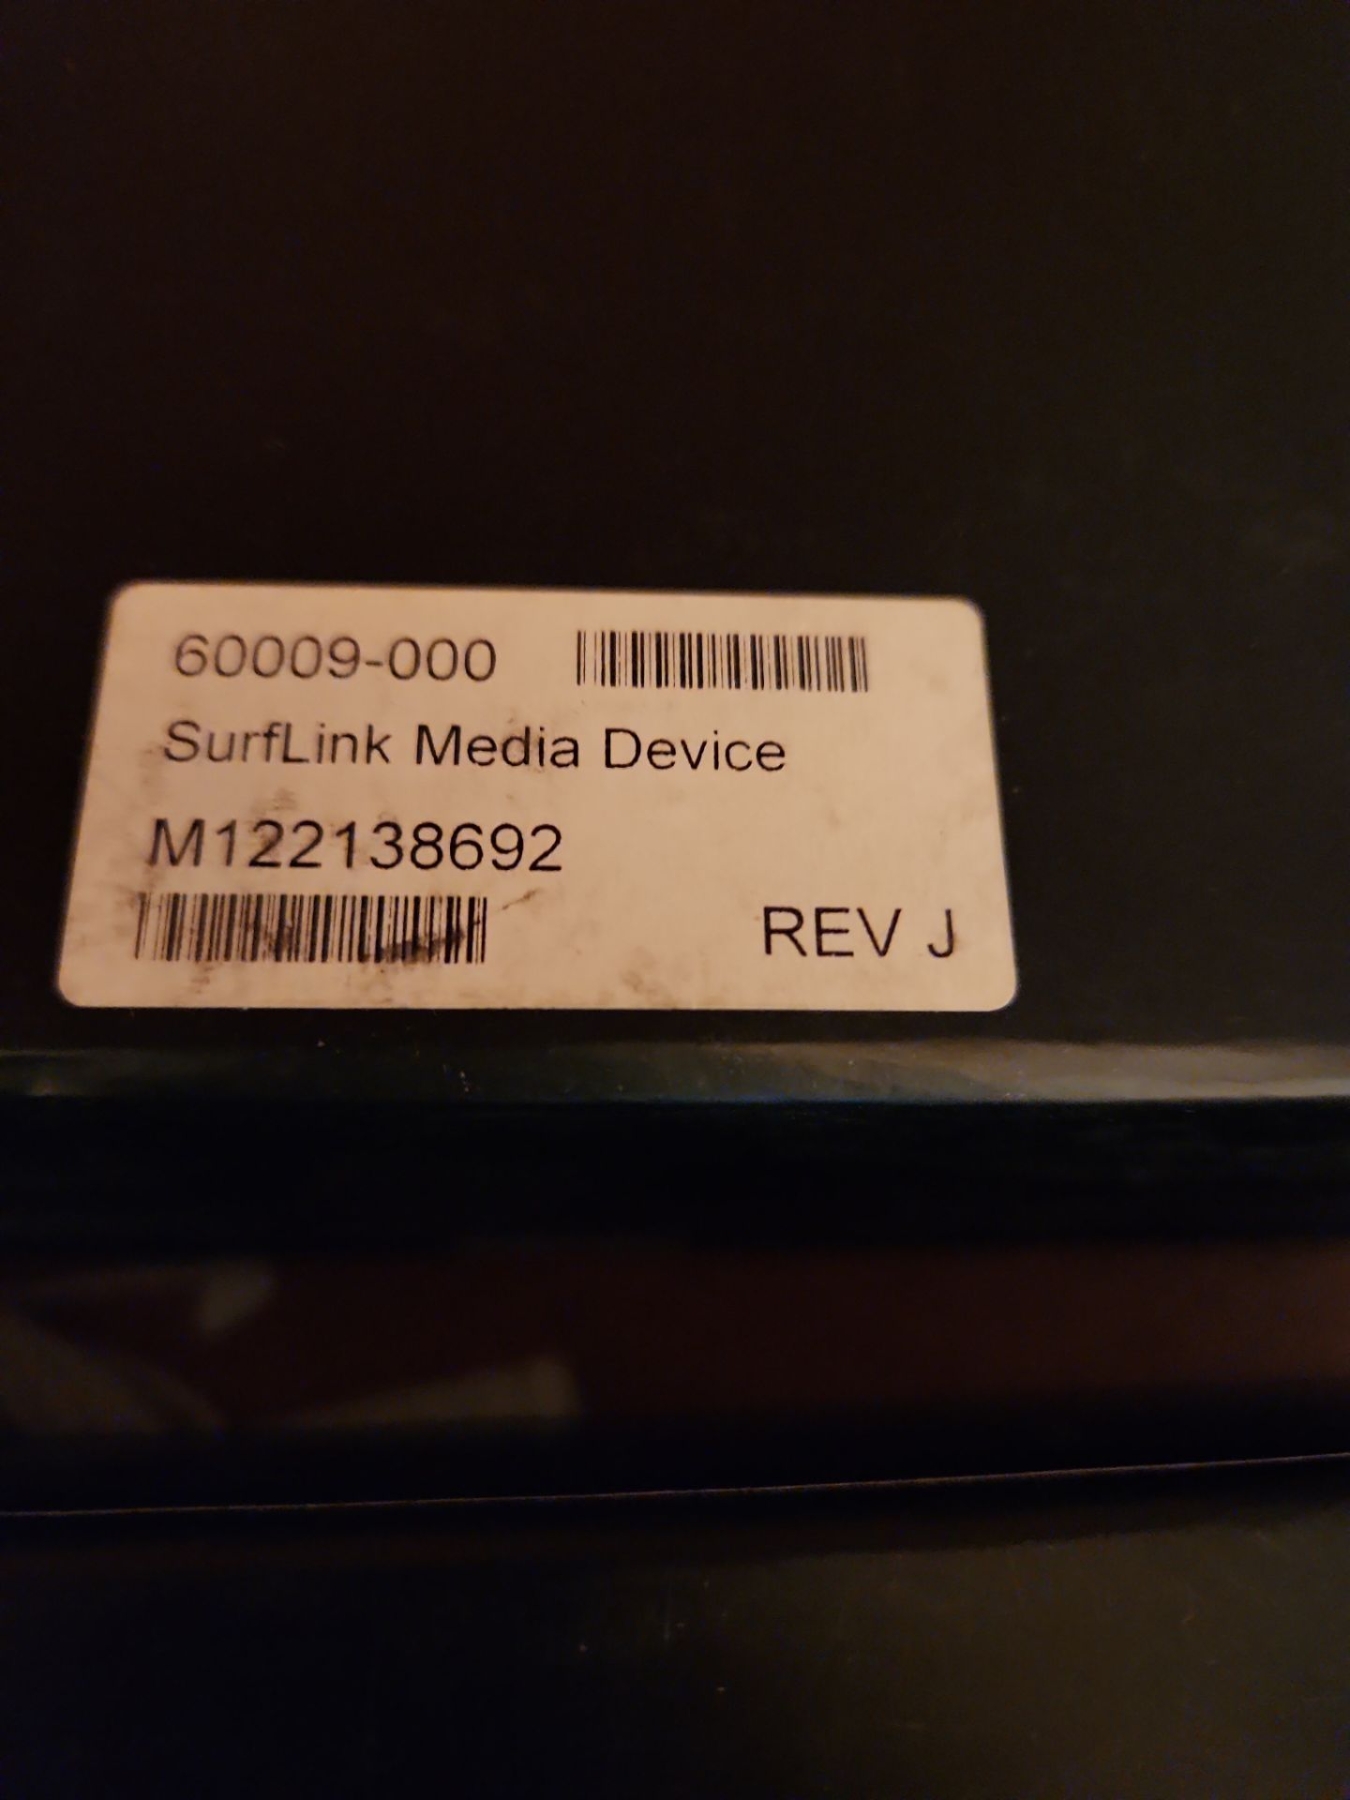 60009-000
SurfLink Media Device
M122138692
REV J